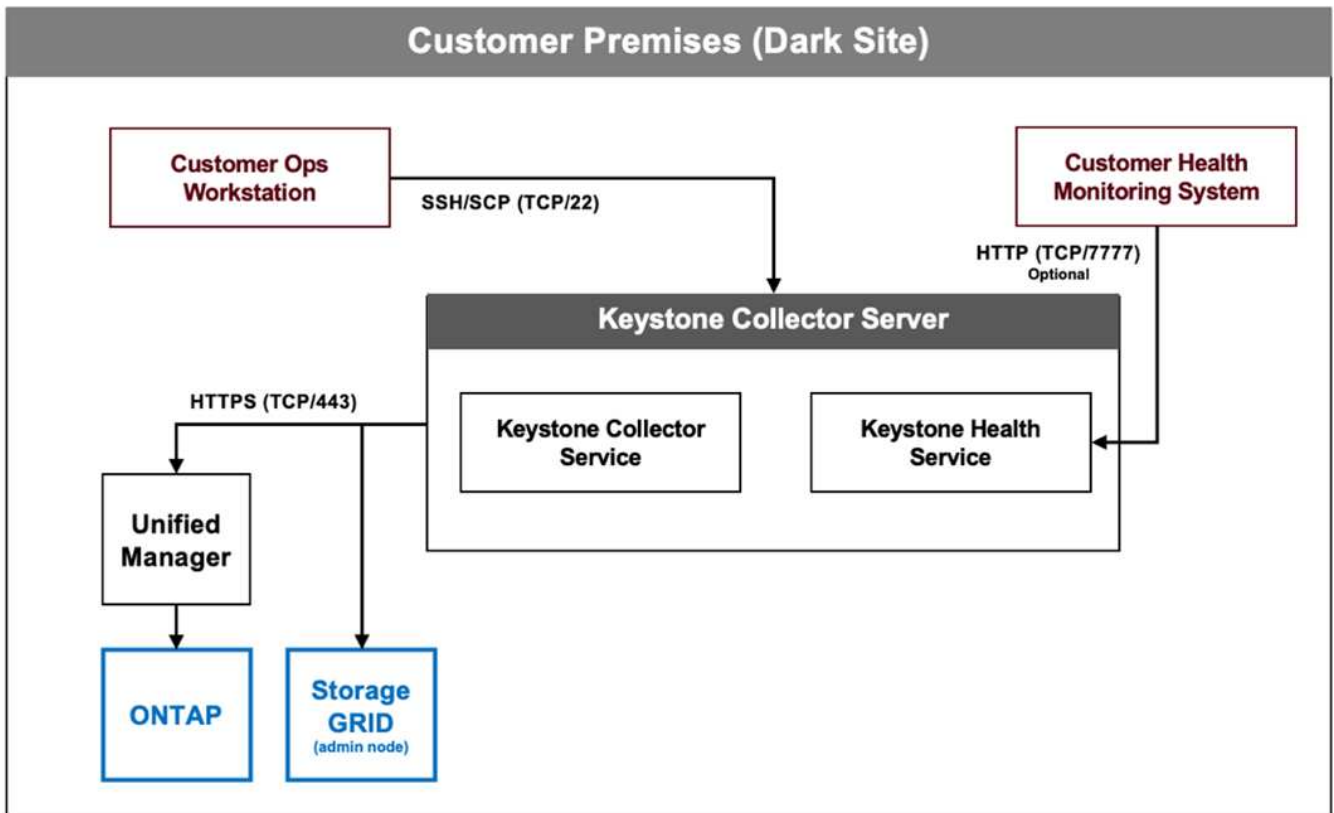 Customer Premises (Dark Site)
Customer Ops
Workstation
SSH/SCP (TCP/22)
Customer Health
Monitoring System
HTTP (TCP/7777)
Optional
Keystone Collector Server
Keystone Collector
Service
Keystone Health
Service
HTTPS (TCP/443)
Unified
Manager
ONTAP
Storage
GRID
(admin node)